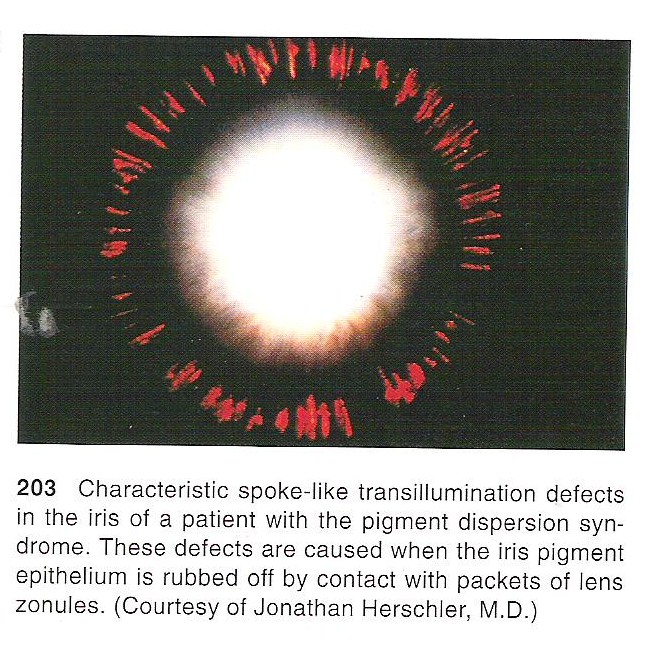 203 Characteristic spoke-like transillumination defects
in the iris of a patient with the pigment dispersion syn-
drome. These defects are caused when the iris pigment
epithelium is rubbed off by contact with packets of lens
zonules. (Courtesy of Jonathan Herschler, M.D.)